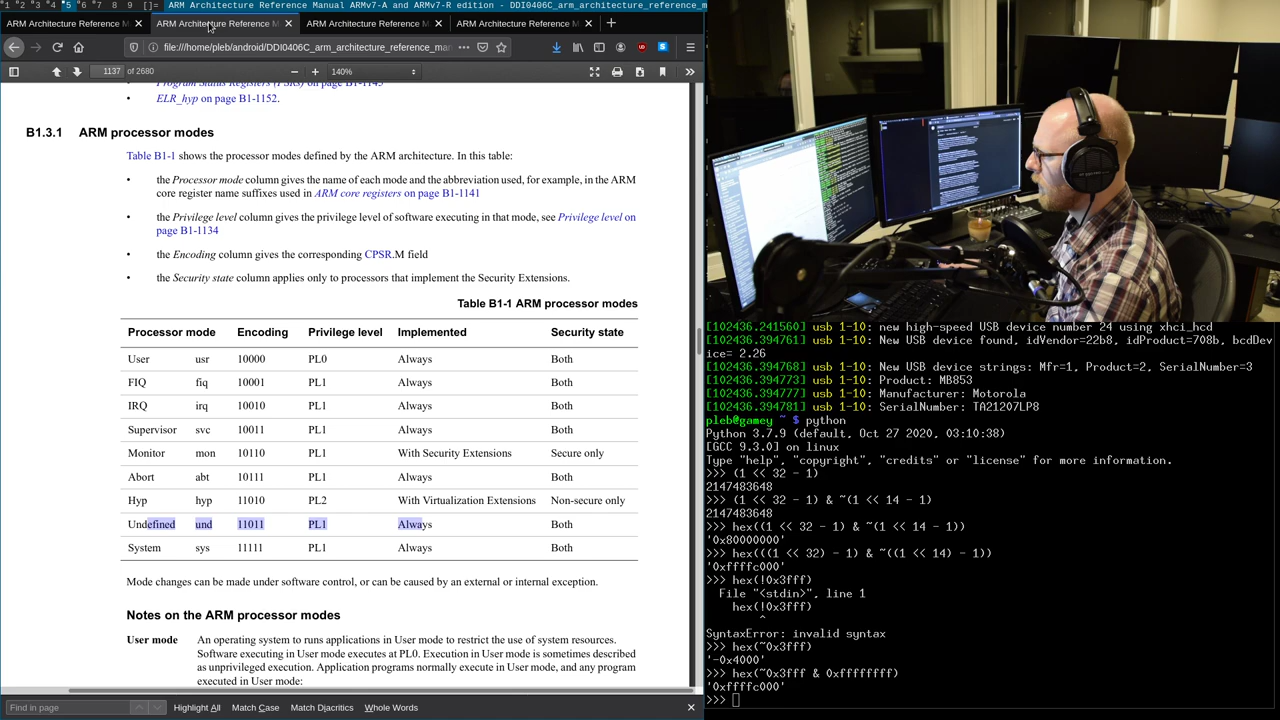 1 2 3 4 5 6 7 8 9 []= ARM Architecture Reference Manual ARMv7-A and ARMv7-R edition - DDI0406C_arm_architecture_reference_m
ARM Architecture Reference M
ARM Architecture Reference M
ARM Architecture Reference M
ARM Architecture Reference M
file:///home/pleb/android/DDI0406C_arm_architecture_reference_ma
1137 of 2680
140%
Program Status Registers (PSRs) on page B1-1145
• ELR_hyp on page B1-1152.
B1.3.1 ARM processor modes
Table B1-1 shows the processor modes defined by the ARM architecture. In this table:
• the Processor mode column gives the name of each mode and the abbreviation used, for example, in the ARM
core register name suffixes used in ARM core registers on page B1-1141
• the Privilege level column gives the privilege level of software executing in that mode, see Privilege level on
page B1-1134
• the Encoding column gives the corresponding CPSR.M field
• the Security state column applies only to processors that implement the Security Extensions.
Table B1-1 ARM processor modes
Processor mode Encoding Privilege level Implemented Security state
User usr 10000 PL0 Always Both
FIQ fiq 10001 PL1 Always Both
IRQ irq 10010 PL1 Always Both
Supervisor svc 10011 PL1 Always Both
Monitor mon 10110 PL1 With Security Extensions Secure only
Abort abt 10111 PL1 Always Both
Hyp hyp 11010 PL2 With Virtualization Extensions Non-secure only
Undefined und 11011 PL1 Always Both
System sys 11111 PL1 Always Both
Mode changes can be made under software control, or can be caused by an external or internal exception.
Notes on the ARM processor modes
User mode An operating system to runs applications in User mode to restrict the use of system resources.
Software executing in User mode executes at PL0. Execution in User mode is sometimes described
as unprivileged execution. Application programs normally execute in User mode, and any program
executed in User mode:
Find in page Highlight All Match Case Match Diacritics Whole Words
[102436.241560] usb 1-10: new high-speed USB device number 24 using xhci_hcd
[102436.394761] usb 1-10: New USB device found, idVendor=22b8, idProduct=708b, bcdDev
ice= 2.26
[102436.394768] usb 1-10: New USB device strings: Mfr=1, Product=2, SerialNumber=3
[102436.394773] usb 1-10: Product: MB853
[102436.394777] usb 1-10: Manufacturer: Motorola
[102436.394781] usb 1-10: SerialNumber: TA21207LP8
pleb@gamey ~ $ python
Python 3.7.9 (default, Oct 27 2020, 03:10:38)
[GCC 9.3.0] on linux
Type "help", "copyright", "credits" or "license" for more information.
>>> (1 << 32 - 1)
2147483648
>>> (1 << 32 - 1) & ~(1 << 14 - 1)
2147483648
>>> hex((1 << 32 - 1) & ~(1 << 14 - 1))
'0x80000000'
>>> hex(((1 << 32) - 1) & ~((1 << 14) - 1))
'0xffffc000'
>>> hex(!0x3fff)
File "<stdin>", line 1
hex(!0x3fff)
^
SyntaxError: invalid syntax
>>> hex(~0x3fff)
'-0x4000'
>>> hex(~0x3fff & 0xffffffff)
'0xffffc000'
>>>